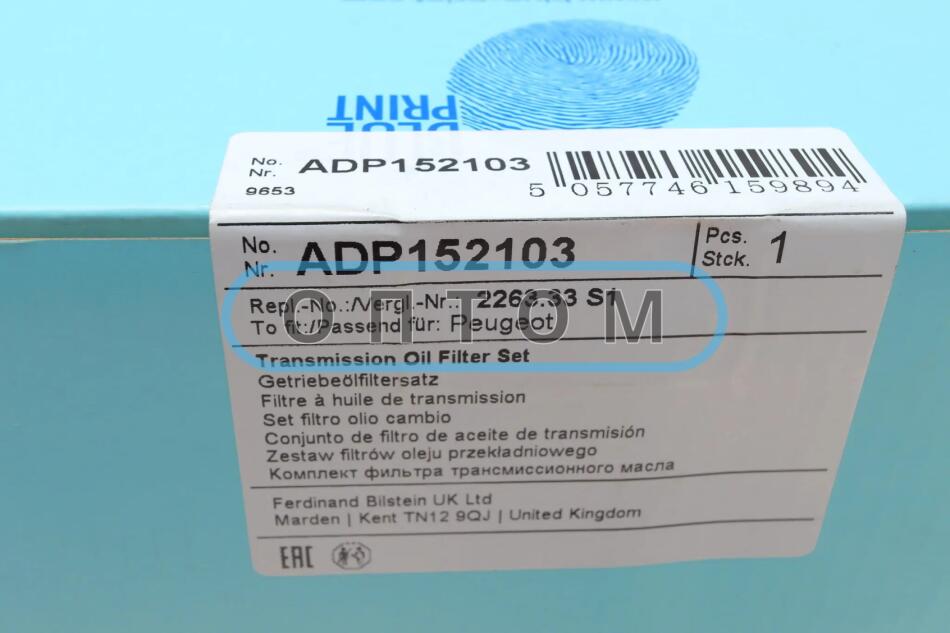 BLUE
PRINT
No. ADP152103
Nr.
9653
5 057746 159894
No. ADP152103
Nr.
Pcs. 1
Stck.
Repl.-No.:/Vergl.-Nr.: 2263.33 S1
To fit:/Passend für: Peugeot
ОПТОМ
Transmission Oil Filter Set
Getriebeölfiltersatz
Filtre à huile de transmission
Set filtro olio cambio
Conjunto de filtro de aceite de transmisión
Zestaw filtrów oleju przekładniowego
Комплект фильтра трансмиссионного масла
Ferdinand Bilstein UK Ltd
Marden | Kent TN12 9QJ | United Kingdom
EAC